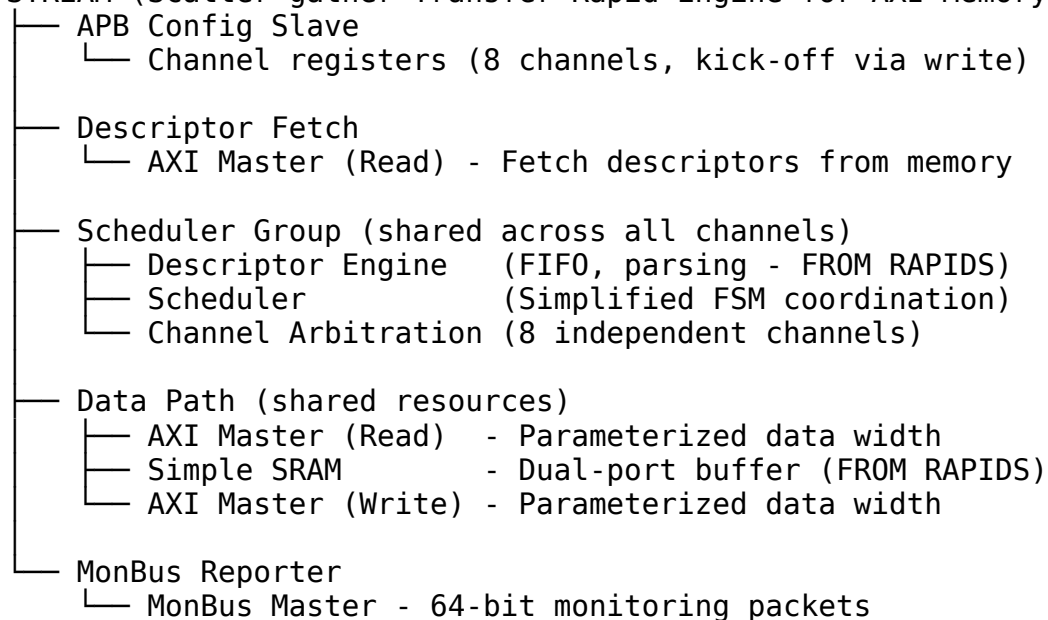 STREAM (Scatter-gather Transfer Rapid Engine for AXI Memory
├── APB Config Slave
│   └── Channel registers (8 channels, kick-off via write)
│
├── Descriptor Fetch
│   └── AXI Master (Read) - Fetch descriptors from memory
│
├── Scheduler Group (shared across all channels)
│   ├── Descriptor Engine   (FIFO, parsing - FROM RAPIDS)
│   ├── Scheduler           (Simplified FSM coordination)
│   └── Channel Arbitration (8 independent channels)
│
├── Data Path (shared resources)
│   ├── AXI Master (Read)  - Parameterized data width
│   ├── Simple SRAM        - Dual-port buffer (FROM RAPIDS)
│   └── AXI Master (Write) - Parameterized data width
│
└── MonBus Reporter
    └── MonBus Master - 64-bit monitoring packets